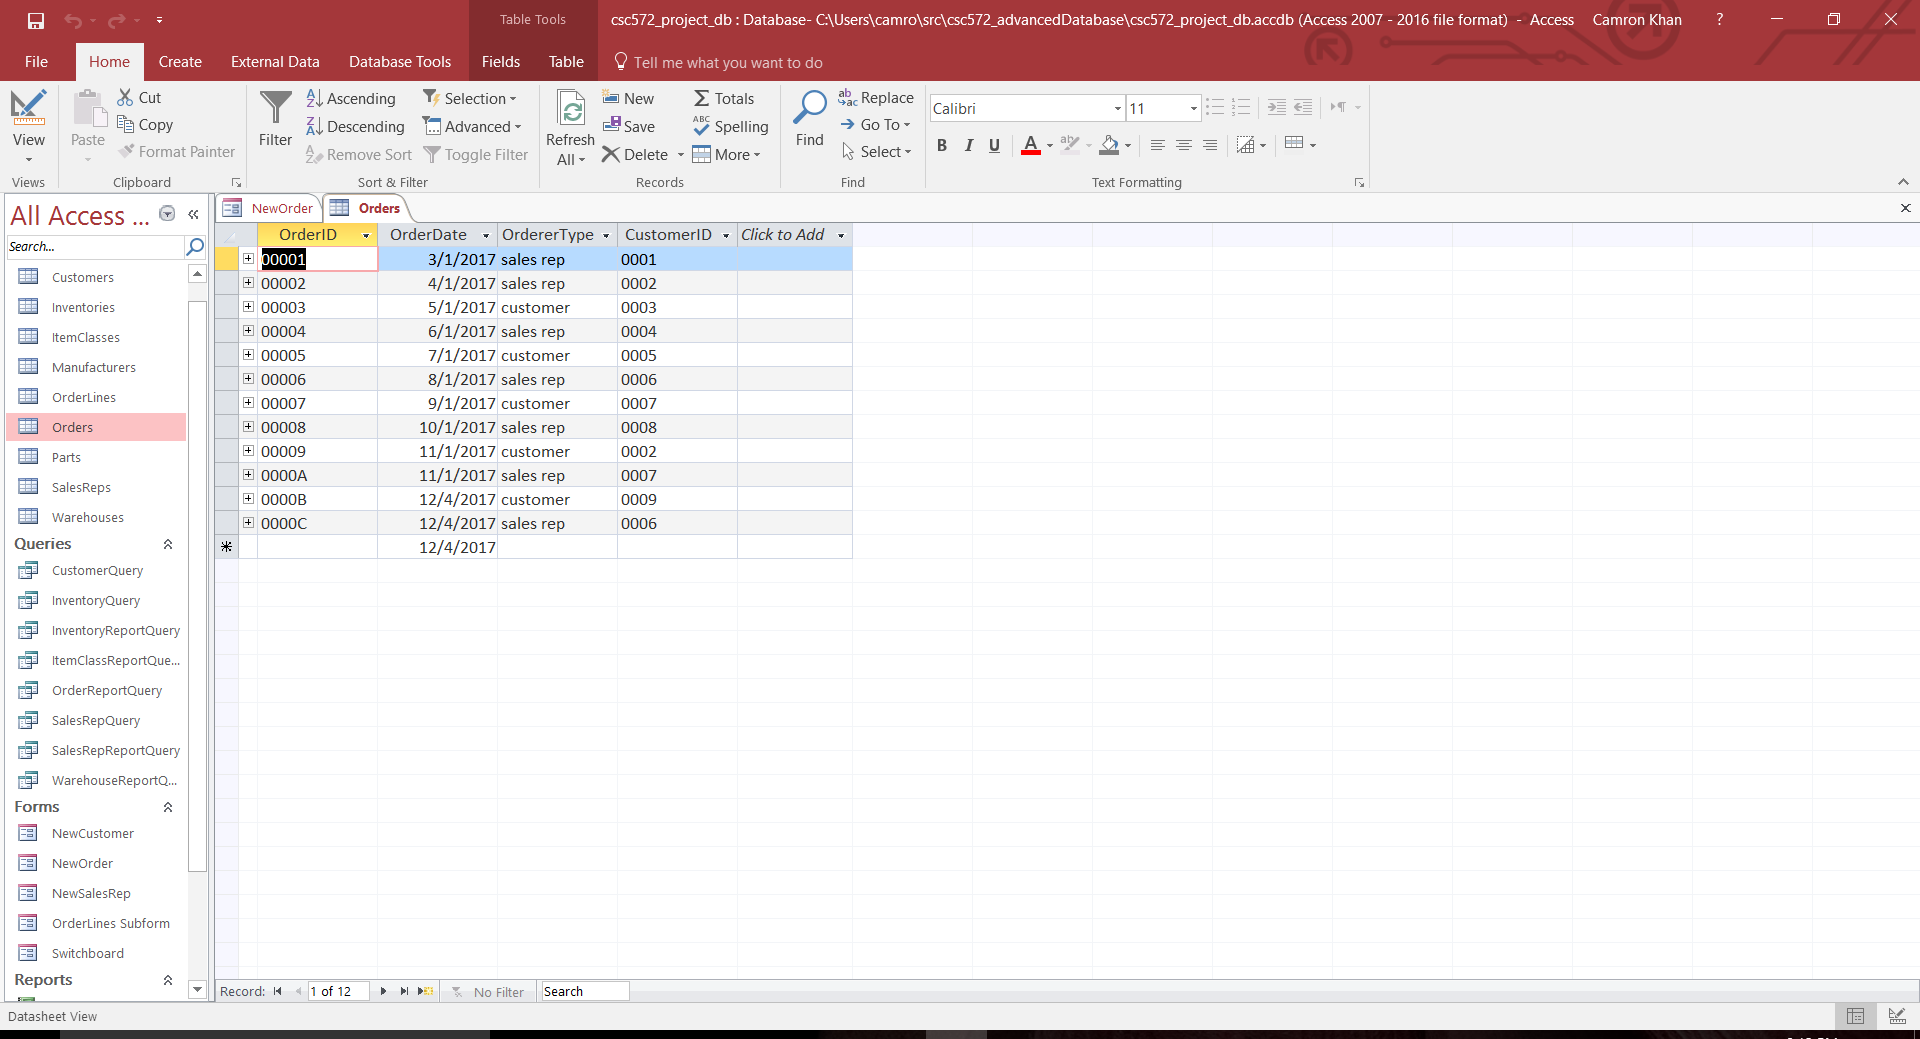 Table Tools
csc572_project_db : Database- C:\Users\camro\src\csc572_advancedDatabase\csc572_project_db.accdb (Access 2007 - 2016 file format) - Access
Camron Khan
?
File
Home
Create
External Data
Database Tools
Fields
Table
Tell me what you want to do
View
Views
Paste
Cut
Copy
Format Painter
Clipboard
Filter
Ascending
Descending
Remove Sort
Selection
Advanced
Toggle Filter
Sort & Filter
Refresh
All
New
Save
Delete
Totals
Spelling
More
Records
Find
Replace
Go To
Select
Find
Calibri
11
B I U A
Text Formatting
All Access ...
Search...
Customers
Inventories
ItemClasses
Manufacturers
OrderLines
Orders
Parts
SalesReps
Warehouses
Queries
CustomerQuery
InventoryQuery
InventoryReportQuery
ItemClassReportQue...
OrderReportQuery
SalesRepQuery
SalesRepReportQuery
WarehouseReportQ...
Forms
NewCustomer
NewOrder
NewSalesRep
OrderLines Subform
Switchboard
Reports
NewOrder
Orders
OrderID OrderDate OrdererType CustomerID Click to Add
00001 3/1/2017 sales rep 0001
00002 4/1/2017 sales rep 0002
00003 5/1/2017 customer 0003
00004 6/1/2017 sales rep 0004
00005 7/1/2017 customer 0005
00006 8/1/2017 sales rep 0006
00007 9/1/2017 customer 0007
00008 10/1/2017 sales rep 0008
00009 11/1/2017 customer 0002
0000A 11/1/2017 sales rep 0007
0000B 12/4/2017 customer 0009
0000C 12/4/2017 sales rep 0006
12/4/2017
Record: 1 of 12 No Filter Search
Datasheet View